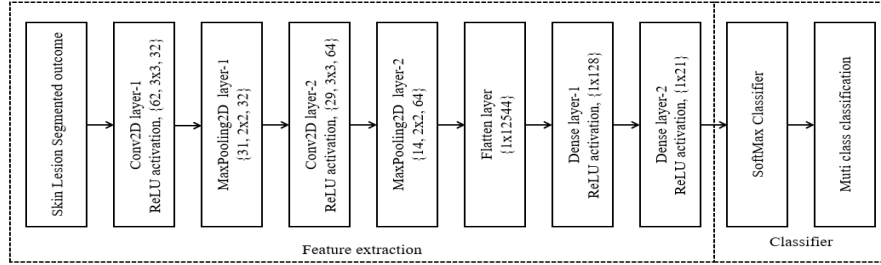 Skin Lesion Segmented outcome
Conv2D layer-1
ReLU activation, {62, 3x3, 32}
MaxPooling2D layer-1
{31, 2x2, 32}
Conv2D layer-2
ReLU activation, {29, 3x3, 64}
MaxPooling2D layer-2
{14, 2x2, 64}
Flatten layer
{1x12544}
Dense layer-1
ReLU activation, {1x128}
Dense layer-2
ReLU activation, {1x21}
SoftMax Classifier
Muti class classification
Feature extraction
Classifier